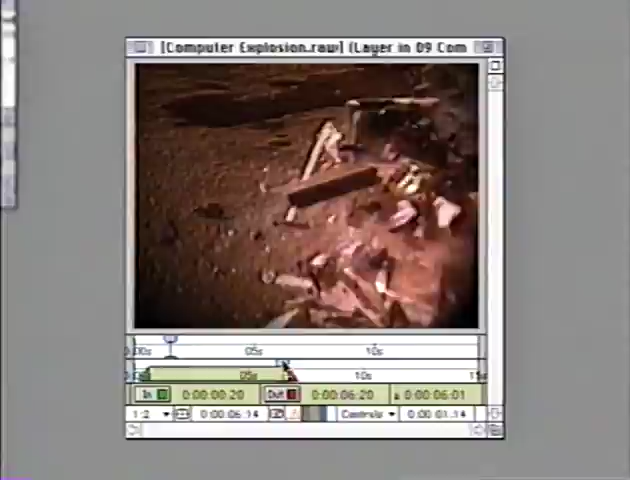 [Computer Explosion.raw] (Layer in 09 Com
0:00s 05s 10s
05s 10s 15s
In 0:00:00:20 Out 0:00:06:20 0:00:06:01
1:2 0:00:06:14 Controls 0:00:01:14